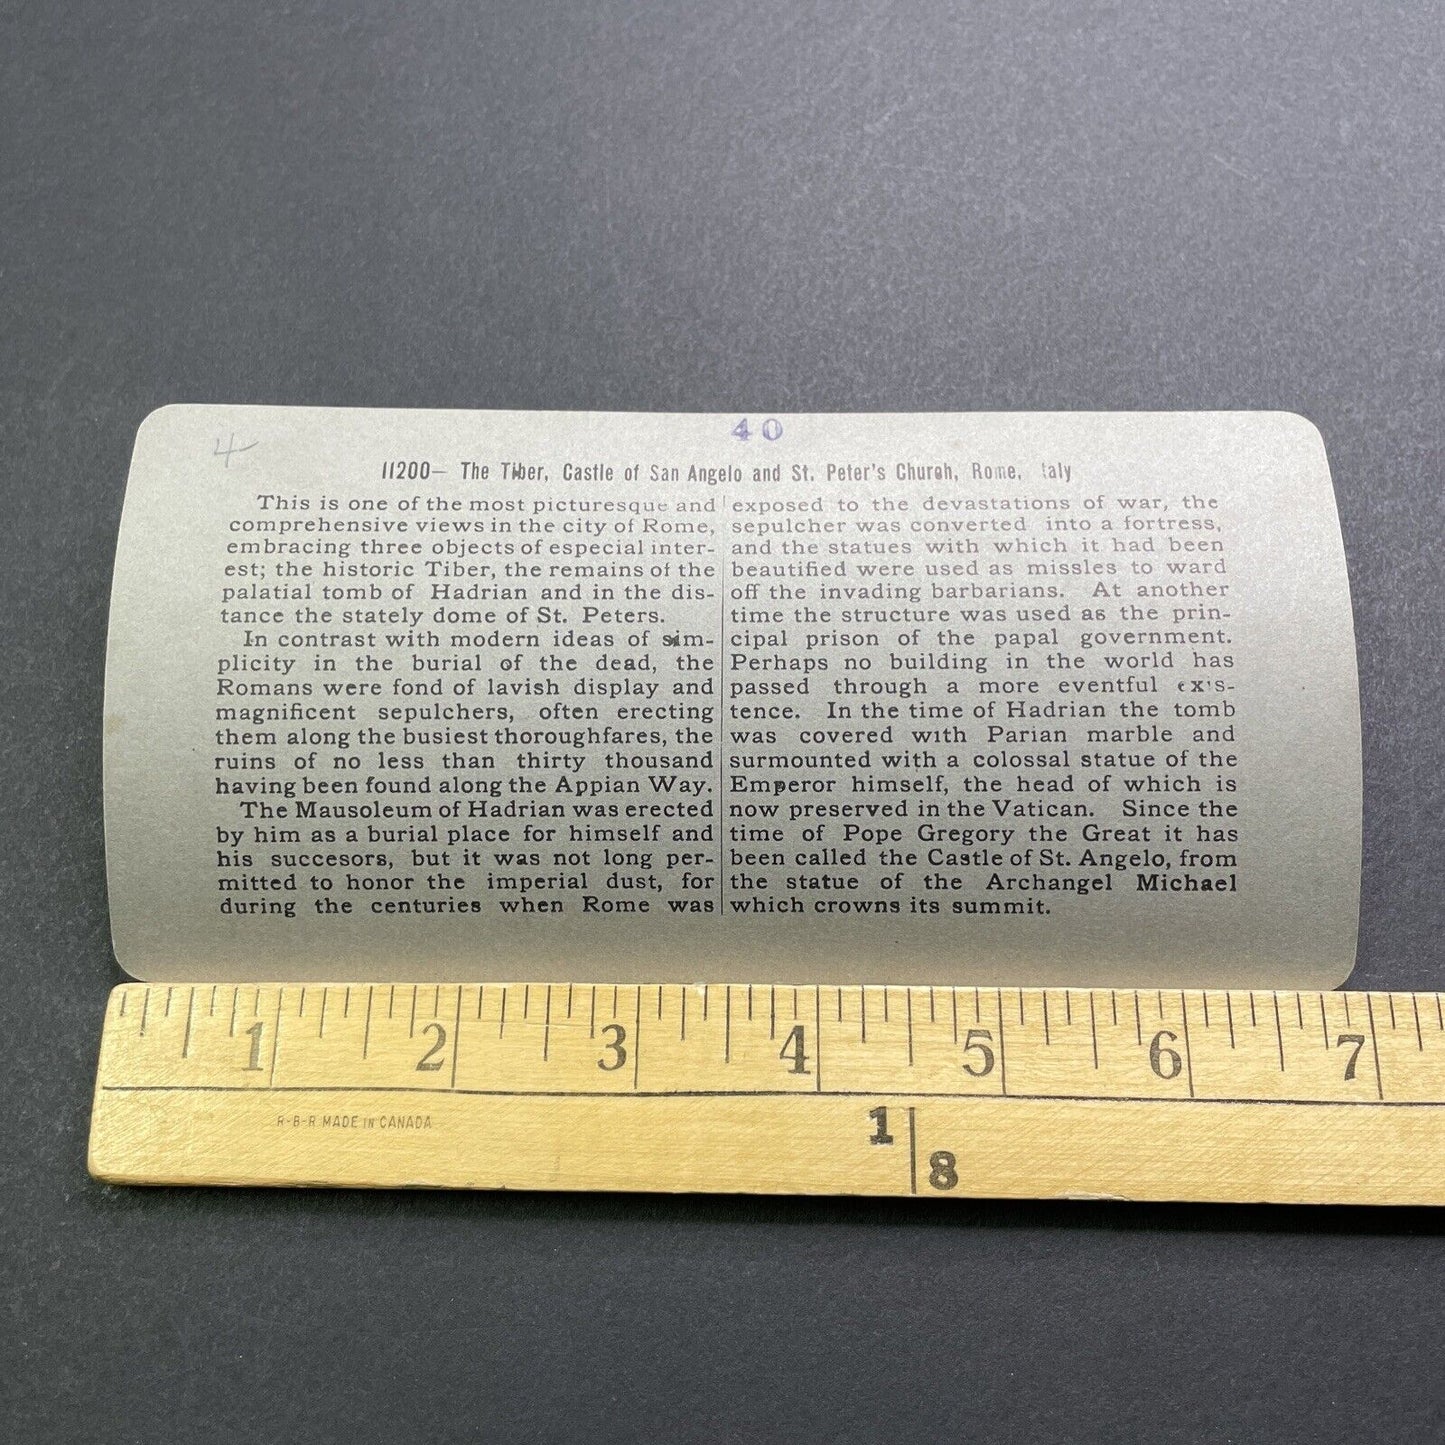 40
4
11200— The Tiber, Castle of San Angelo and St. Peter's Church, Rome, Italy
This is one of the most picturesque and
comprehensive views in the city of Rome,
embracing three objects of especial inter-
est; the historic Tiber, the remains of the
palatial tomb of Hadrian and in the dis-
tance the stately dome of St. Peters.
In contrast with modern ideas of sim-
plicity in the burial of the dead, the
Romans were fond of lavish display and
magnificent sepulchers, often erecting
them along the busiest thoroughfares, the
ruins of no less than thirty thousand
having been found along the Appian Way.
The Mausoleum of Hadrian was erected
by him as a burial place for himself and
his succesors, but it was not long per-
mitted to honor the imperial dust, for
during the centuries when Rome was
exposed to the devastations of war, the
sepulcher was converted into a fortress,
and the statues with which it had been
beautified were used as missles to ward
off the invading barbarians. At another
time the structure was used as the prin-
cipal prison of the papal government.
Perhaps no building in the world has
passed through a more eventful exis-
tence. In the time of Hadrian the tomb
was covered with Parian marble and
surmounted with a colossal statue of the
Emperor himself, the head of which is
now preserved in the Vatican. Since the
time of Pope Gregory the Great it has
been called the Castle of St. Angelo, from
the statue of the Archangel Michael
which crowns its summit.
1 2 3 4 5 6 7
R-B-R MADE IN CANADA
1
8